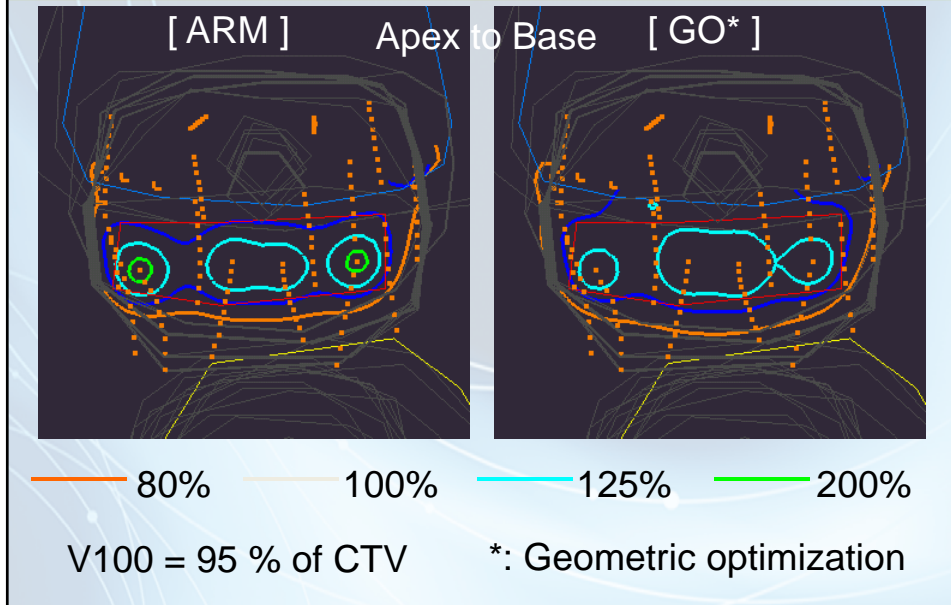 [ ARM ] Apex to Base [ GO* ]
80% 100% 125% 200%
V100 = 95 % of CTV *: Geometric optimization